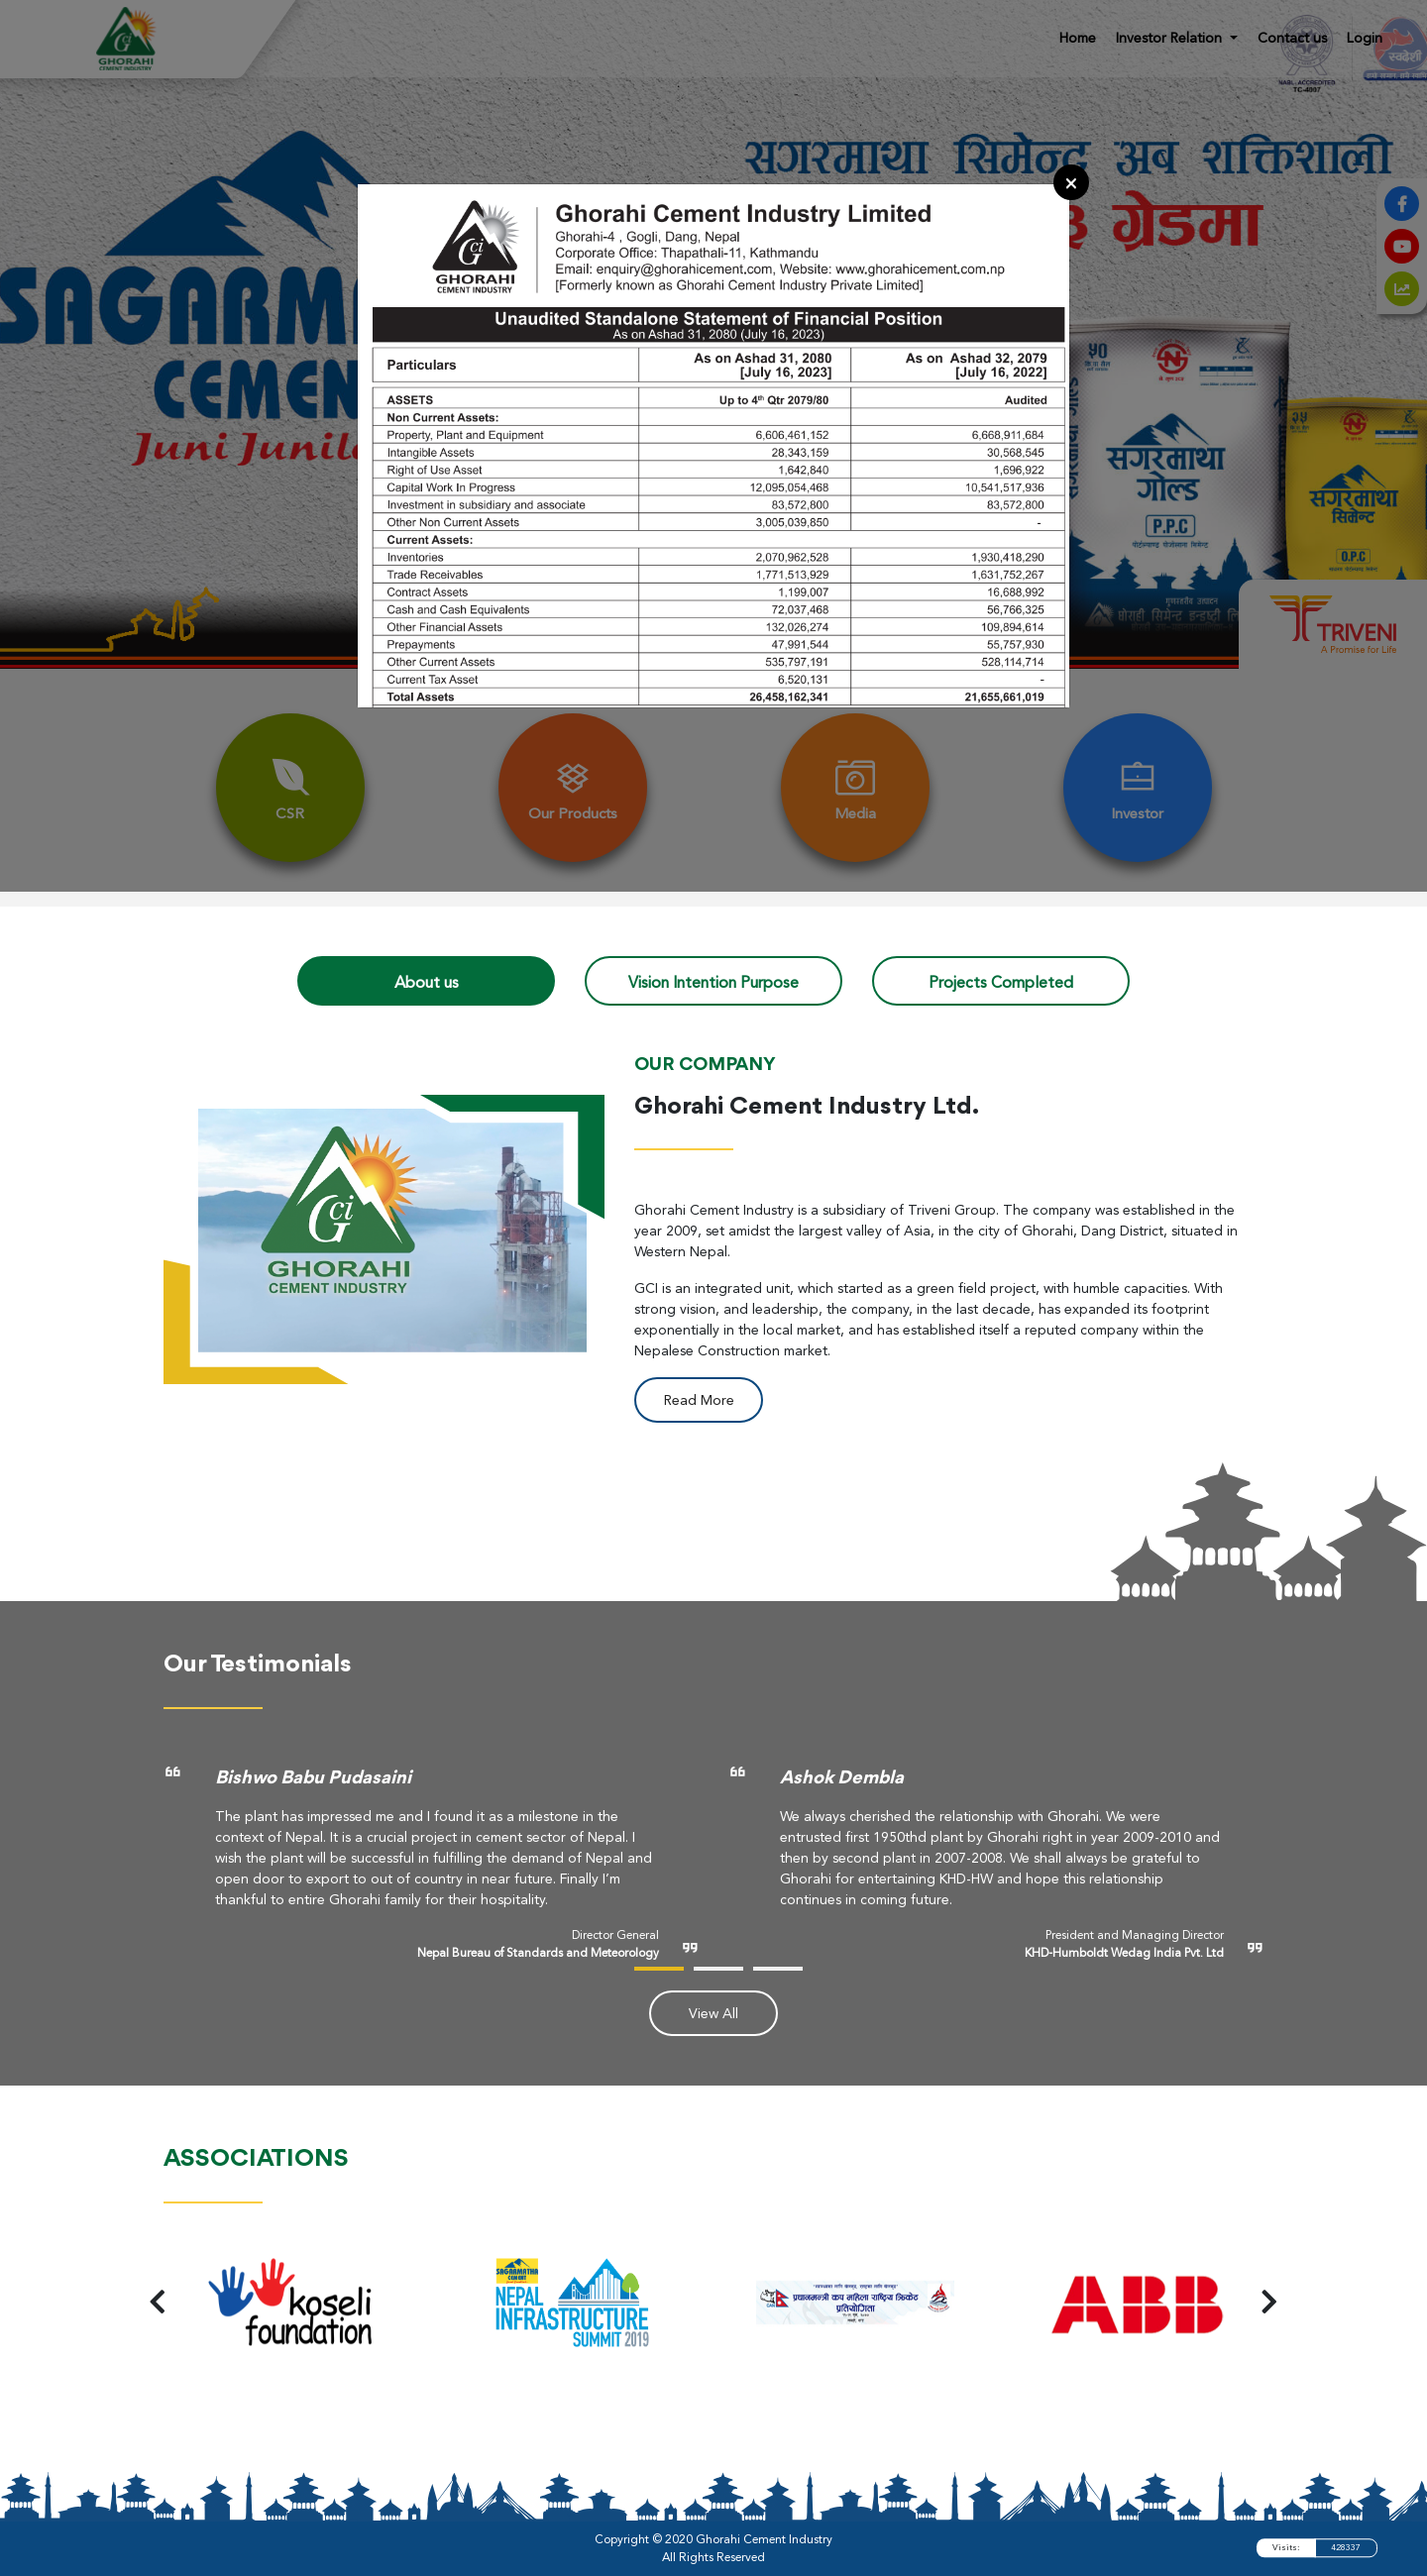 GHORAHI
CEMENT INDUSTRY
Home
Investor Relation
Contact us
Login
NABL-ACCREDITED
TC-4997
स्वदेशी
सगरमाथा सिमेन्ट अब शक्तिशाली
ग्रेडमा
SAGARMA
CEMEN
Juni Junila
×
GHORAHI
CEMENT INDUSTRY
Ghorahi Cement Industry Limited
Ghorahi-4 , Gogli, Dang, Nepal
Corporate Office: Thapathali-11, Kathmandu
Email: enquiry@ghorahicement.com, Website: www.ghorahicement.com.np
[Formerly known as Ghorahi Cement Industry Private Limited]
Unaudited Standalone Statement of Financial Position
As on Ashad 31, 2080 (July 16, 2023)
Particulars As on Ashad 31, 2080 [July 16, 2023] As on Ashad 32, 2079 [July 16, 2022]
ASSETS Up to 4th Qtr 2079/80 Audited
Non Current Assets:
Property, Plant and Equipment 6,606,461,152 6,668,911,684
Intangible Assets 28,343,159 30,568,545
Right of Use Asset 1,642,840 1,696,922
Capital Work In Progress 12,095,054,468 10,541,517,936
Investment in subsidiary and associate 83,572,800 83,572,800
Other Non Current Assets 3,005,039,850 -
Current Assets:
Inventories 2,070,962,528 1,930,418,290
Trade Receivables 1,771,513,929 1,631,752,267
Contract Assets 1,199,007 16,688,992
Cash and Cash Equivalents 72,037,468 56,766,325
Other Financial Assets 132,026,274 109,894,614
Prepayments 47,991,544 55,757,930
Other Current Assets 535,797,191 528,114,714
Current Tax Asset 6,520,131 -
Total Assets 26,458,162,341 21,655,661,019
सगरमाथा
गोल्ड
P.P.C
सगरमाथा
सिमेन्ट
O.P.C
TRIVENI
A Promise for Life
CSR
Our Products
Media
Investor
About us
Vision Intention Purpose
Projects Completed
GHORAHI
CEMENT INDUSTRY
OUR COMPANY
Ghorahi Cement Industry Ltd.
Ghorahi Cement Industry is a subsidiary of Triveni Group. The company was established in the
year 2009, set amidst the largest valley of Asia, in the city of Ghorahi, Dang District, situated in
Western Nepal.
GCI is an integrated unit, which started as a green field project, with humble capacities. With
strong vision, and leadership, the company, in the last decade, has expanded its footprint
exponentially in the local market, and has established itself a reputed company within the
Nepalese Construction market.
Read More
Our Testimonials
Bishwo Babu Pudasaini
The plant has impressed me and I found it as a milestone in the
context of Nepal. It is a crucial project in cement sector of Nepal. I
wish the plant will be successful in fulfilling the demand of Nepal and
open door to export to out of country in near future. Finally I'm
thankful to entire Ghorahi family for their hospitality.
Director General
Nepal Bureau of Standards and Meteorology
Ashok Dembla
We always cherished the relationship with Ghorahi. We were
entrusted first 1950thd plant by Ghorahi right in year 2009-2010 and
then by second plant in 2007-2008. We shall always be grateful to
Ghorahi for entertaining KHD-HW and hope this relationship
continues in coming future.
President and Managing Director
KHD-Humboldt Wedag India Pvt. Ltd
View All
ASSOCIATIONS
koseli
foundation
SAGARMATHA
CEMENT
NEPAL
INFRASTRUCTURE
SUMMIT 2019
प्रधानमन्त्री कप महिला राष्ट्रिय क्रिकेट
प्रतियोगिता
ABB
Copyright © 2020 Ghorahi Cement Industry
All Rights Reserved
Visits: 428337